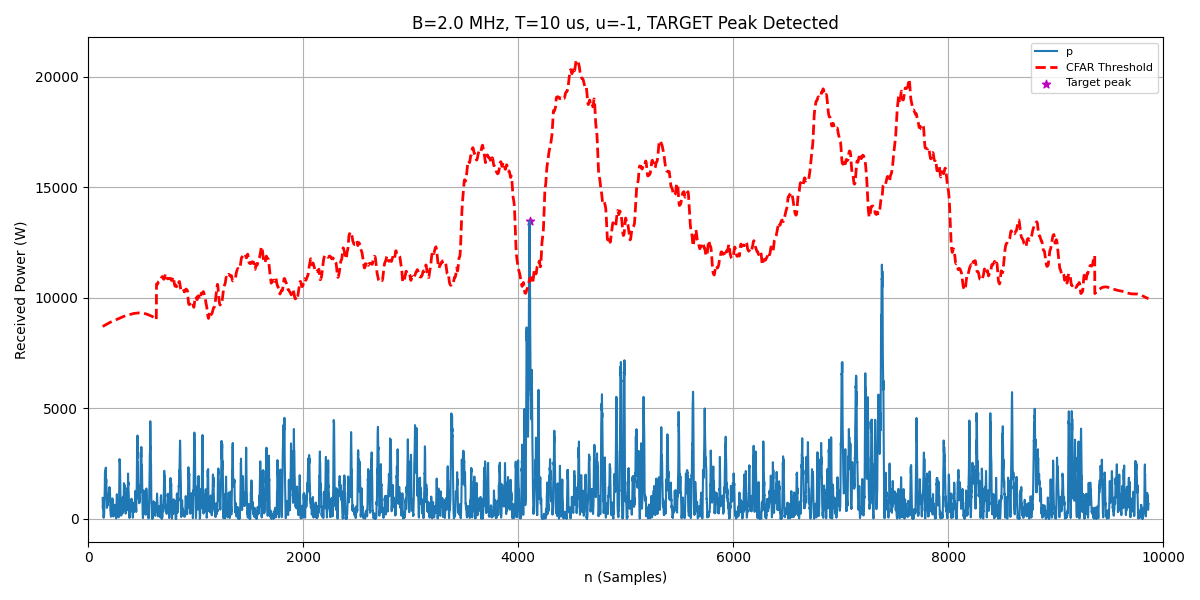 B=2.0 MHz, T=10 us, u=-1, TARGET Peak Detected
p
CFAR Threshold
Target peak
Received Power (W)
20000
15000
10000
5000
0
0 2000 4000 6000 8000 10000
n (Samples)